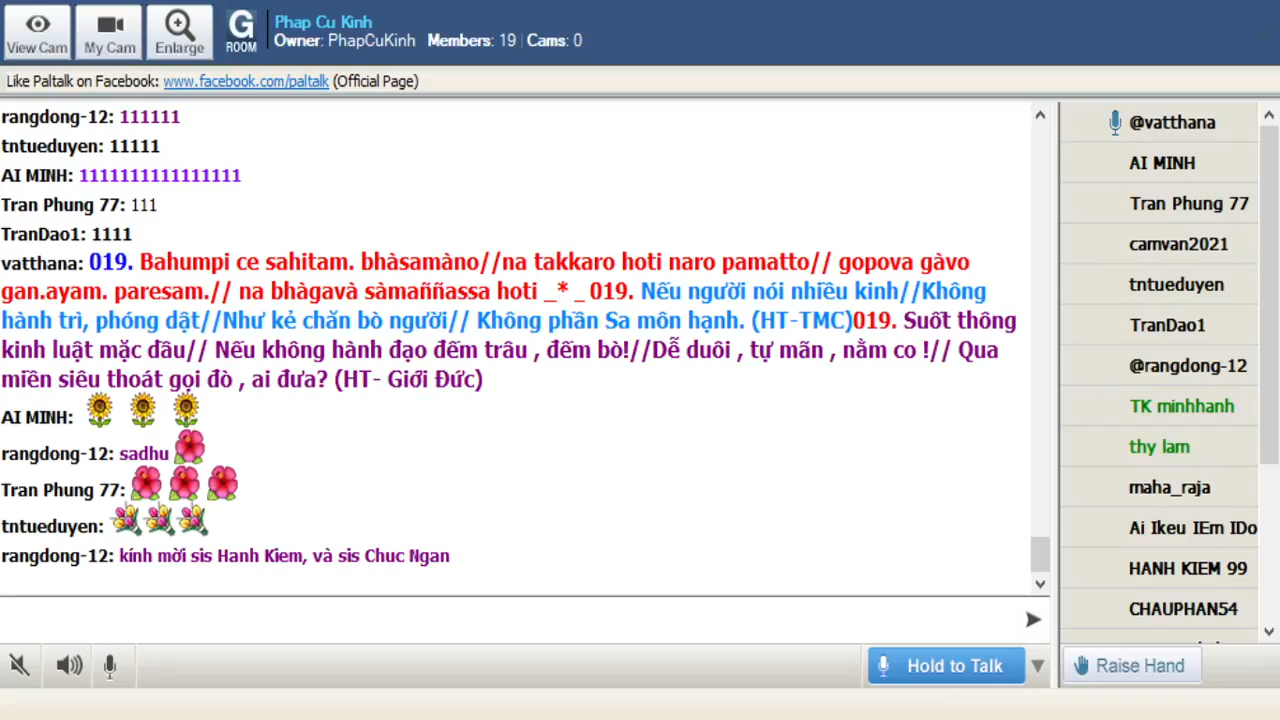 View Cam
My Cam
Enlarge
G
ROOM
Phap Cu Kinh
Owner: PhapCuKinh Members: 19 | Cams: 0
Like Paltalk on Facebook: www.facebook.com/paltalk (Official Page)
rangdong-12: 111111
tntueduyen: 11111
AI MINH: 1111111111111111
Tran Phung 77: 111
TranDao1: 1111
vatthana: 019. Bahumpi ce sahitam. bhàsamàno//na takkaro hoti naro pamatto// gopova gàvo
gan.ayam. paresam.// na bhàgavà sàmaññassa hoti _* _ 019. Nếu người nói nhiều kinh//Không
hành trì, phóng dật//Như kẻ chăn bò người// Không phần Sa môn hạnh. (HT-TMC)019. Suốt thông
kinh luật mặc dầu// Nếu không hành đạo đếm trâu , đếm bò!//Dễ duôi , tự mãn , nằm co !// Qua
miền siêu thoát gọi đò , ai đưa? (HT- Giới Đức)
AI MINH:
rangdong-12: sadhu
Tran Phung 77:
tntueduyen:
rangdong-12: kính mời sis Hanh Kiem, và sis Chuc Ngan
@vatthana
AI MINH
Tran Phung 77
camvan2021
tntueduyen
TranDao1
@rangdong-12
TK minhhanh
thy lam
maha_raja
Ai Ikeu IEm IDo
HANH KIEM 99
CHAUPHAN54
Hold to Talk
Raise Hand